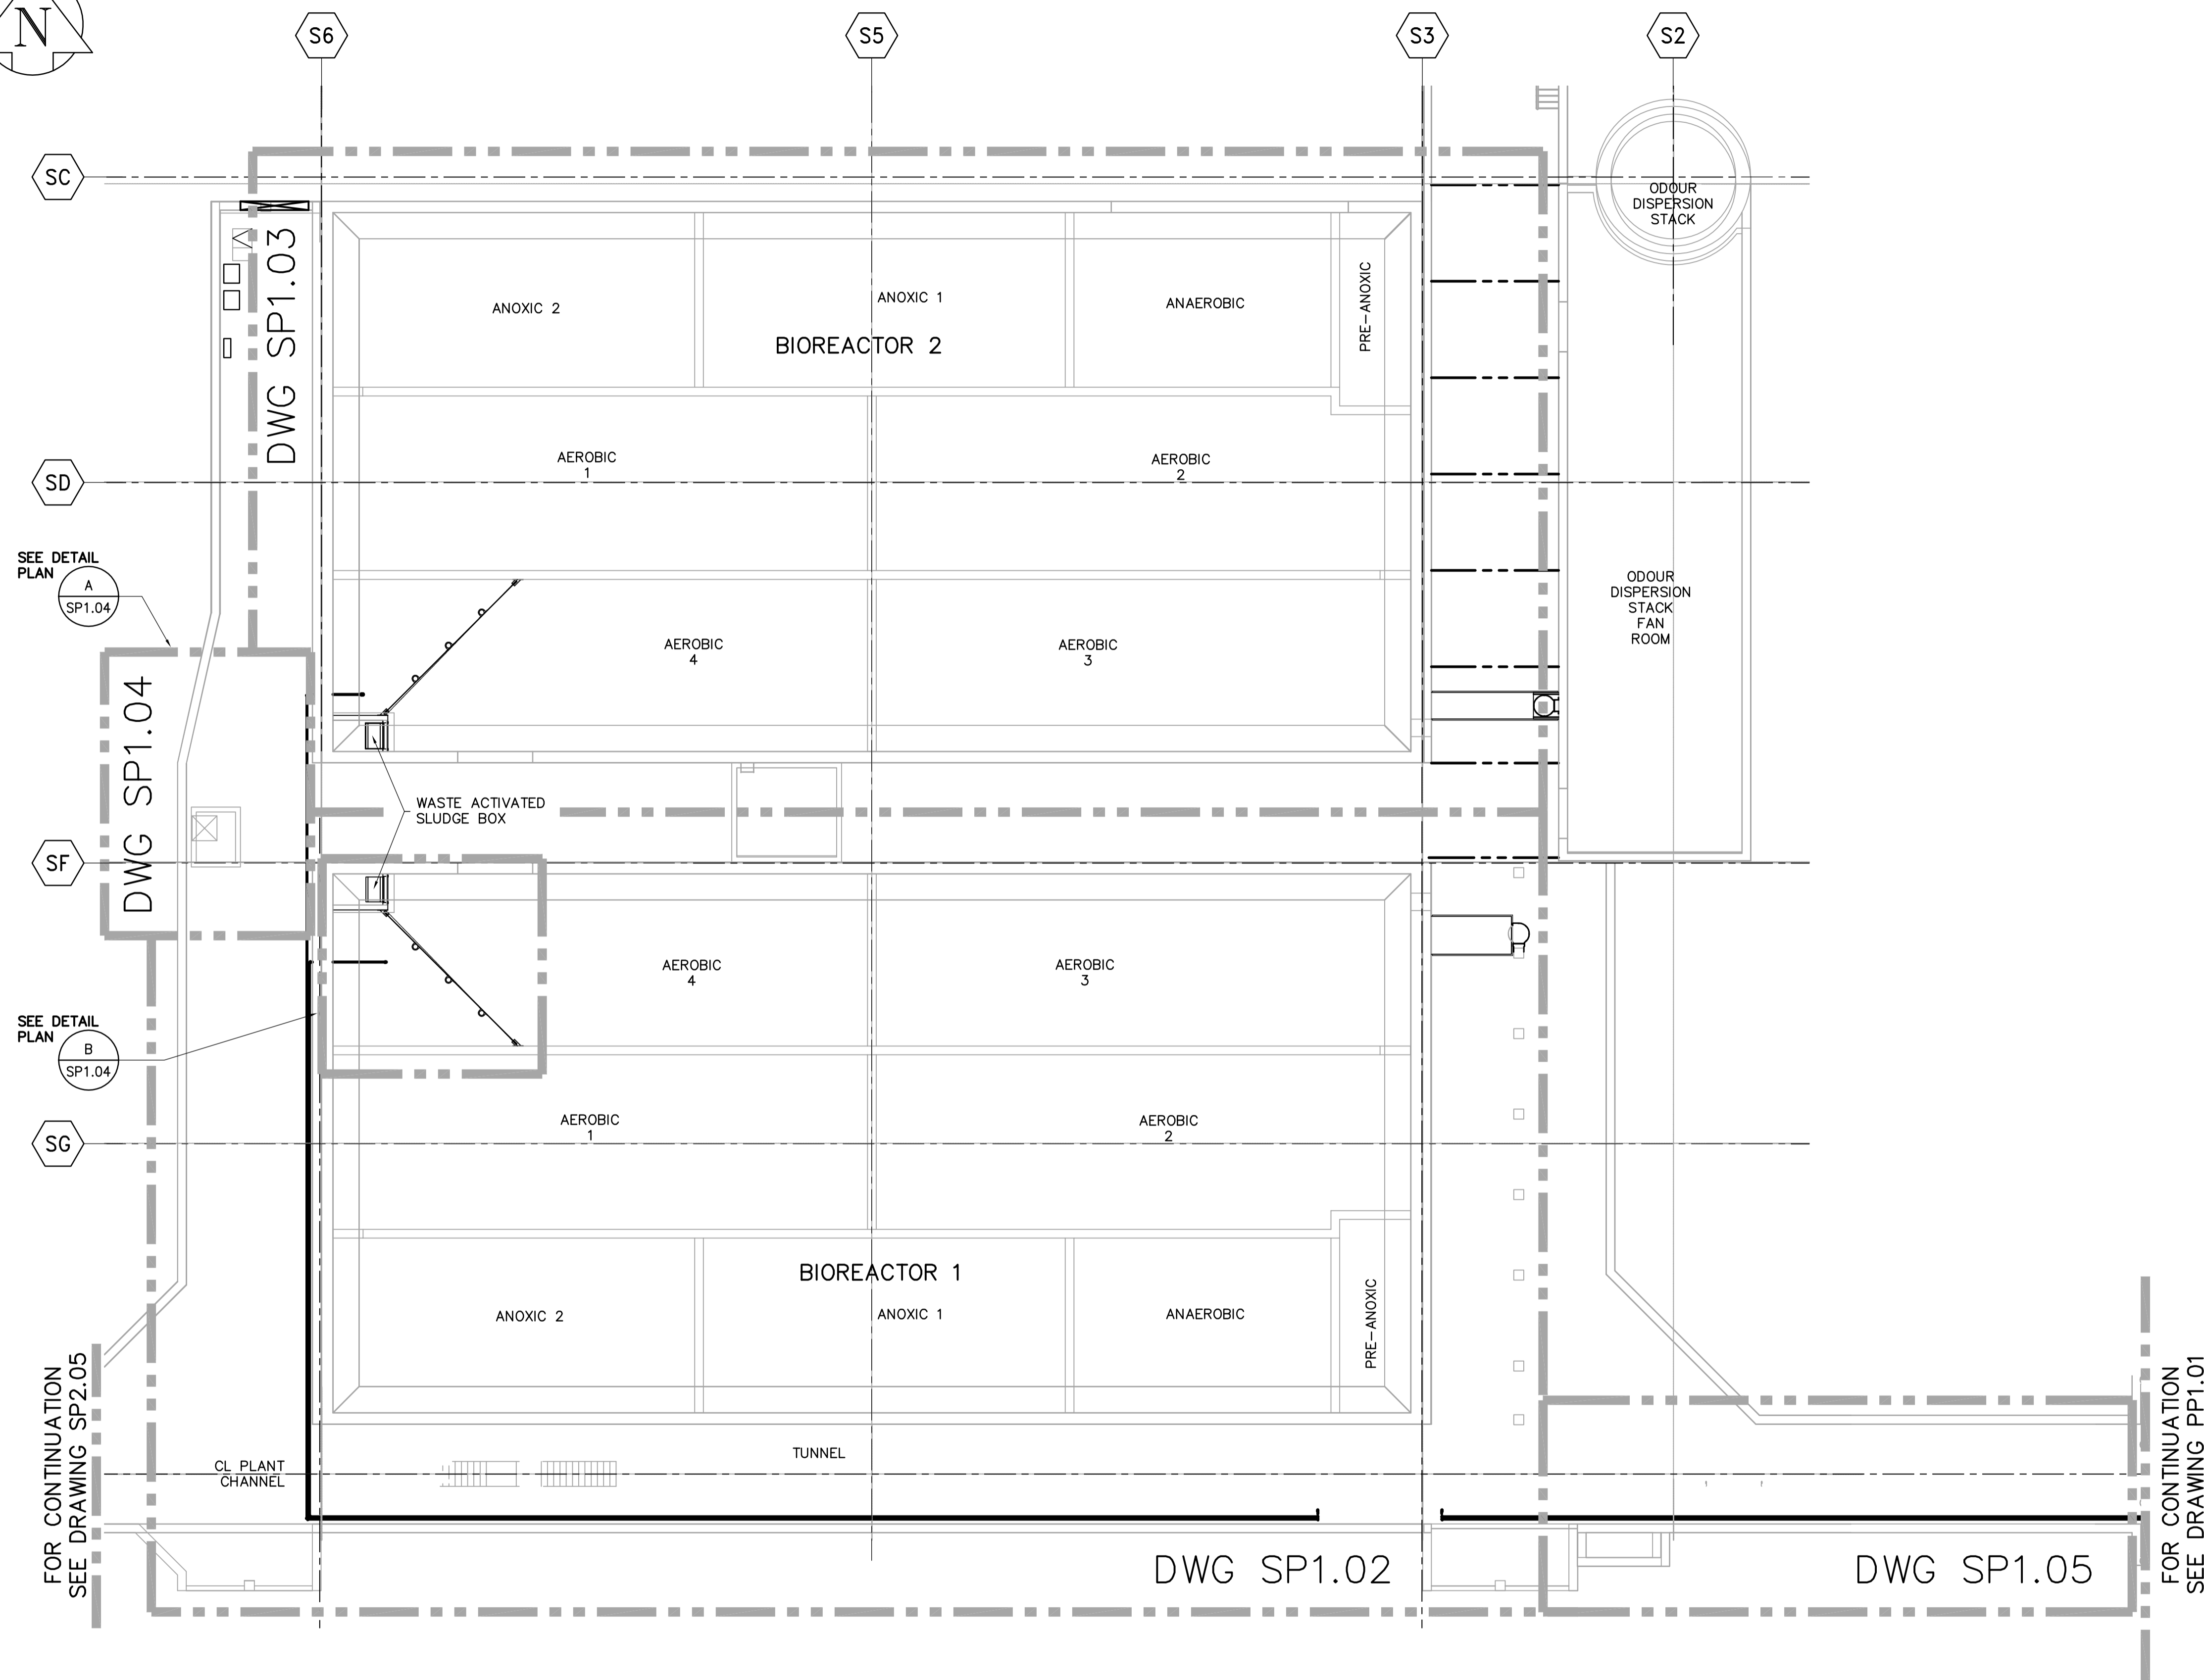 N
S6
S5
S3
S2
SC
ODOUR
DISPERSION
STACK
DWG SP1.03
ANOXIC 2
ANOXIC 1
ANAEROBIC
PRE-ANOXIC
BIOREACTOR 2
AEROBIC
1
AEROBIC
2
SD
SEE DETAIL
PLAN
A
SP1.04
ODOUR
DISPERSION
STACK
FAN
ROOM
AEROBIC
4
AEROBIC
3
DWG SP1.04
WASTE ACTIVATED
SLUDGE BOX
SF
AEROBIC
4
AEROBIC
3
SEE DETAIL
PLAN
B
SP1.04
AEROBIC
1
AEROBIC
2
SG
BIOREACTOR 1
ANOXIC 2
ANOXIC 1
ANAEROBIC
PRE-ANOXIC
FOR CONTINUATION
SEE DRAWING SP2.05
CL PLANT
CHANNEL
TUNNEL
DWG SP1.02
DWG SP1.05
FOR CONTINUATION
SEE DRAWING PP1.01